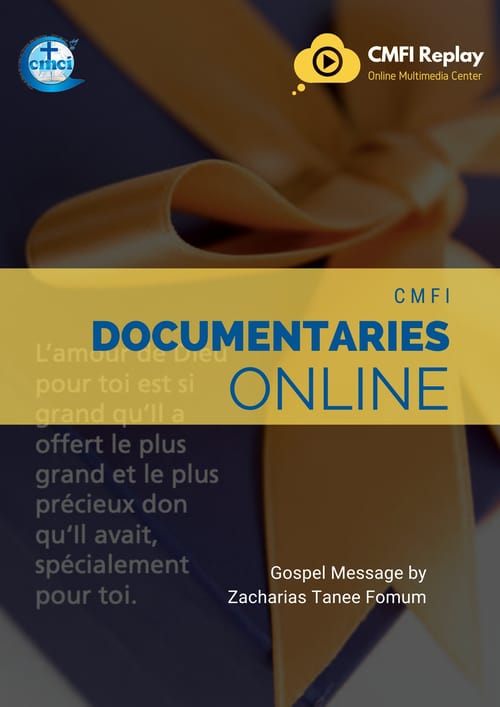 cmci
CMFI Replay
Online Multimedia Center
CMFI
DOCUMENTARIES
ONLINE
L'amour de Dieu
pour toi est si
grand qu'Il a
offert le plus
grand et le plus
précieux don
qu'Il avait,
spécialement
pour toi.
Gospel Message by
Zacharias Tanee Fomum